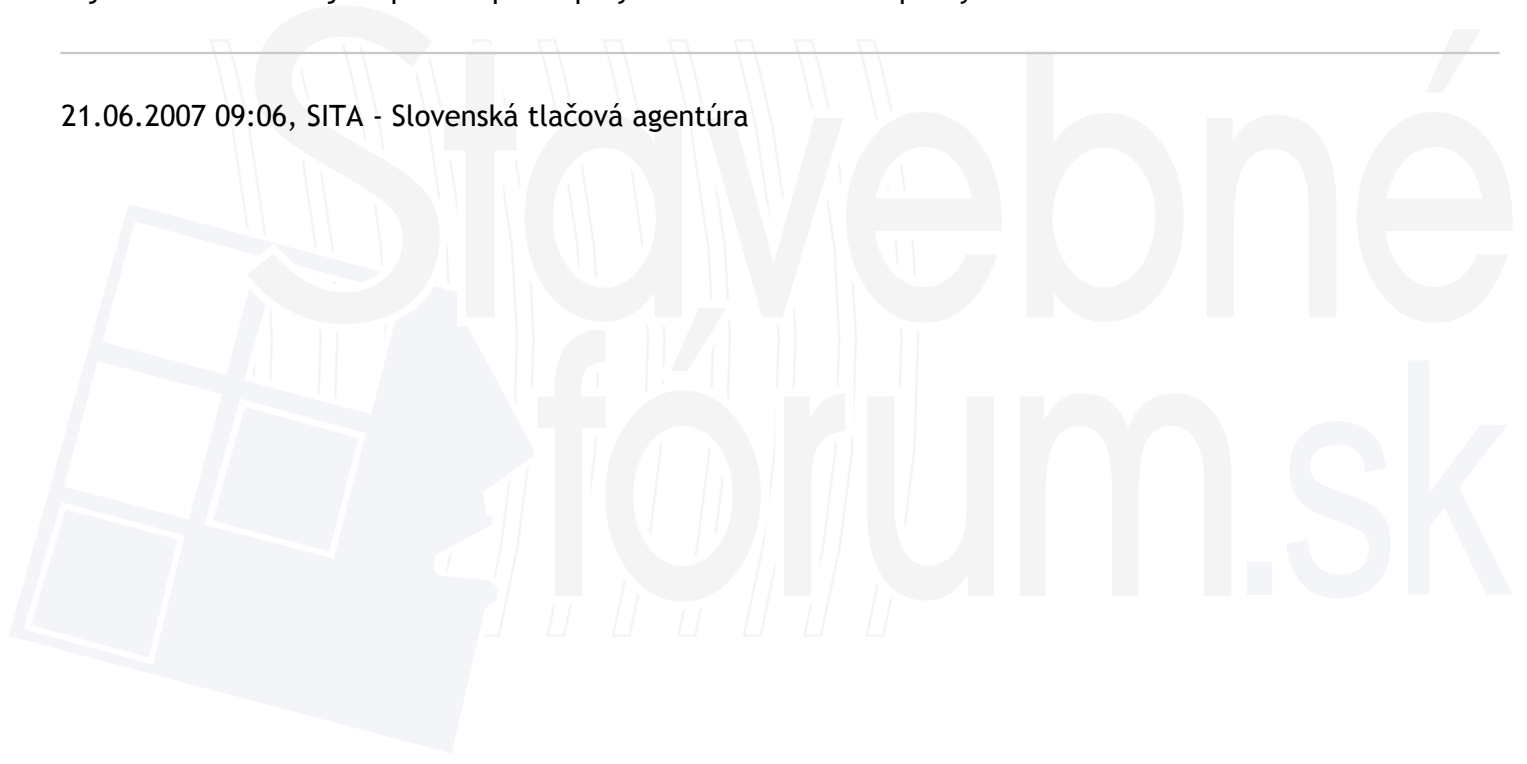 21.06.2007 09:06, SITA - Slovenská tlačová agentúra
Stavebné
fórum.sk